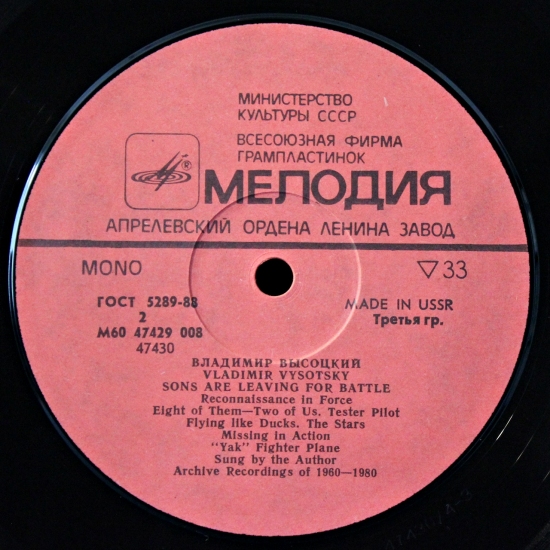 МИНИСТЕРСТВО
КУЛЬТУРЫ СССР
ВСЕСОЮЗНАЯ ФИРМА
ГРАМПЛАСТИНОК
® МЕЛОДИЯ
АПРЕЛЕВСКИЙ ОРДЕНА ЛЕНИНА ЗАВОД
MONO ▽33
ГОСТ 5289-88 MADE IN USSR
2 Третья гр.
М60 47429 008
47430
ВЛАДИМИР ВЫСОЦКИЙ
VLADIMIR VYSOTSKY
SONS ARE LEAVING FOR BATTLE
Reconnaissance in Force
Eight of Them—Two of Us. Tester Pilot
Flying like Ducks. The Stars
Missing in Action
"Yak" Fighter Plane
Sung by the Author
Archive Recordings of 1960—1980